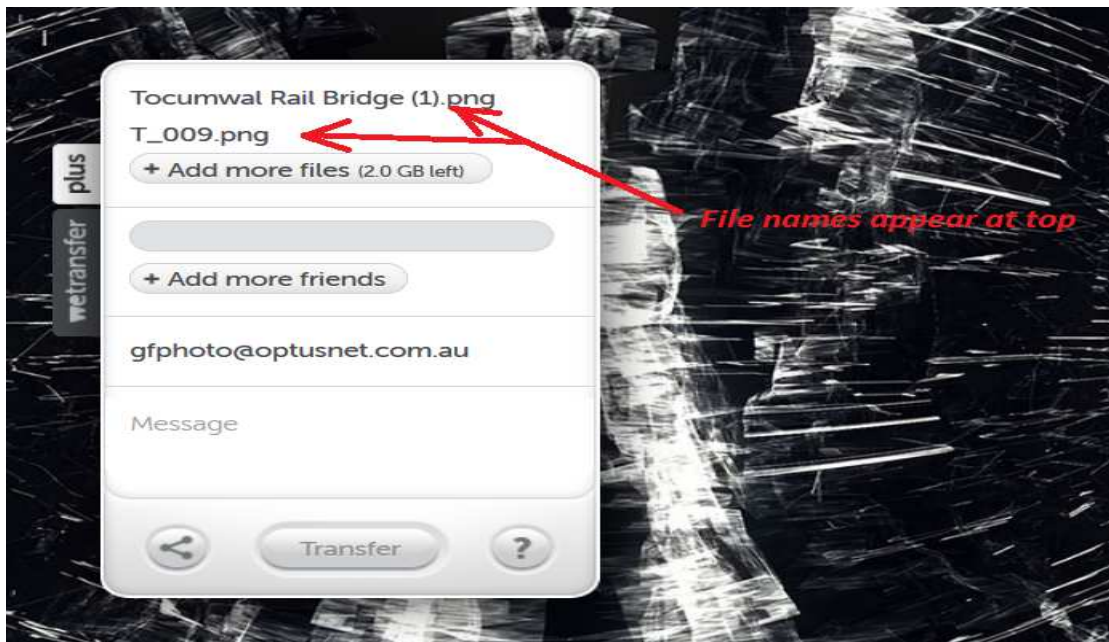 Tocumwal Rail Bridge (1).png
T_009.png
+ Add more files (2.0 GB left)
plus
wetransfer
File names appear at top
+ Add more friends
gfphoto@optusnet.com.au
Message
Transfer
?